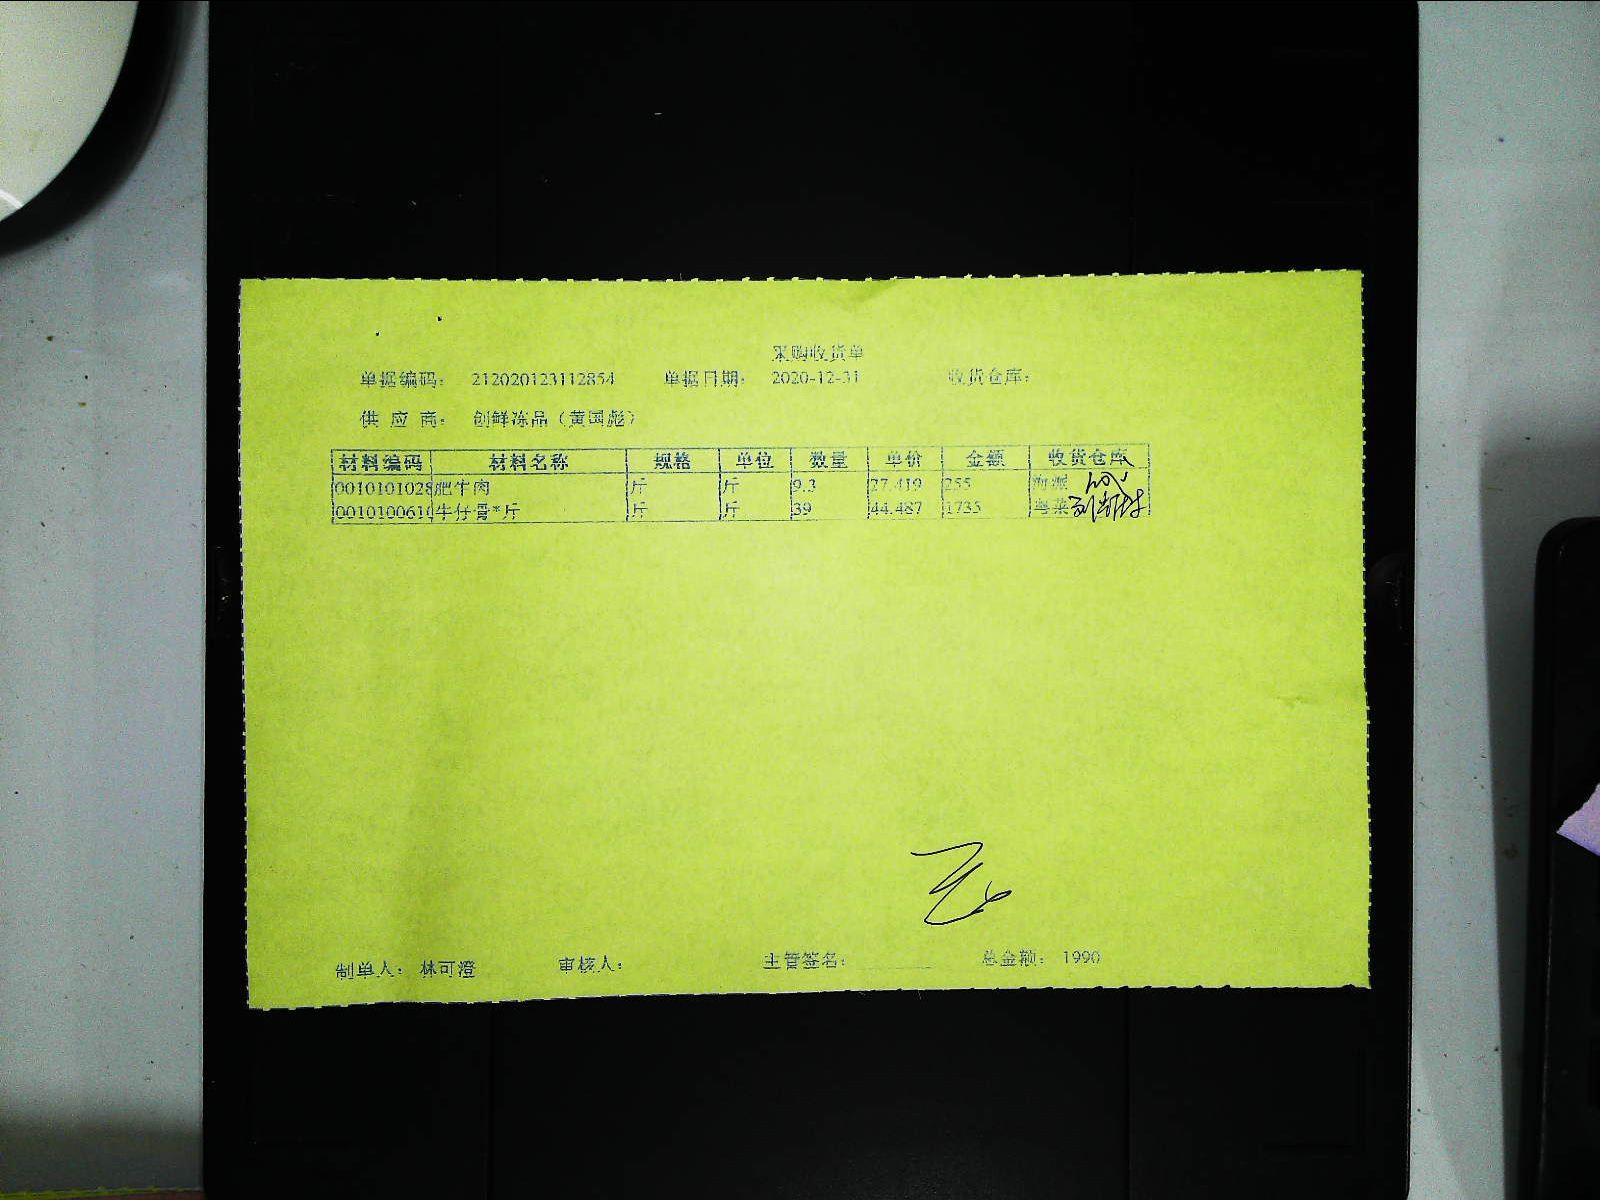 采购收货单
单据编码： 212020123112854 单据日期： 2020-12-31 收货仓库：
供 应 商： 创鲜冻品（黄国彪）
材料编码 材料名称 规格 单位 数量 单价 金额 收货仓库
0010101028 肥牛肉 斤 斤 9.3 27.419 255
0010100610 牛仔骨*斤 斤 斤 39 44.487 1735 粤菜
制单人： 林可澄 审核人： 主管签名： 总金额： 1990